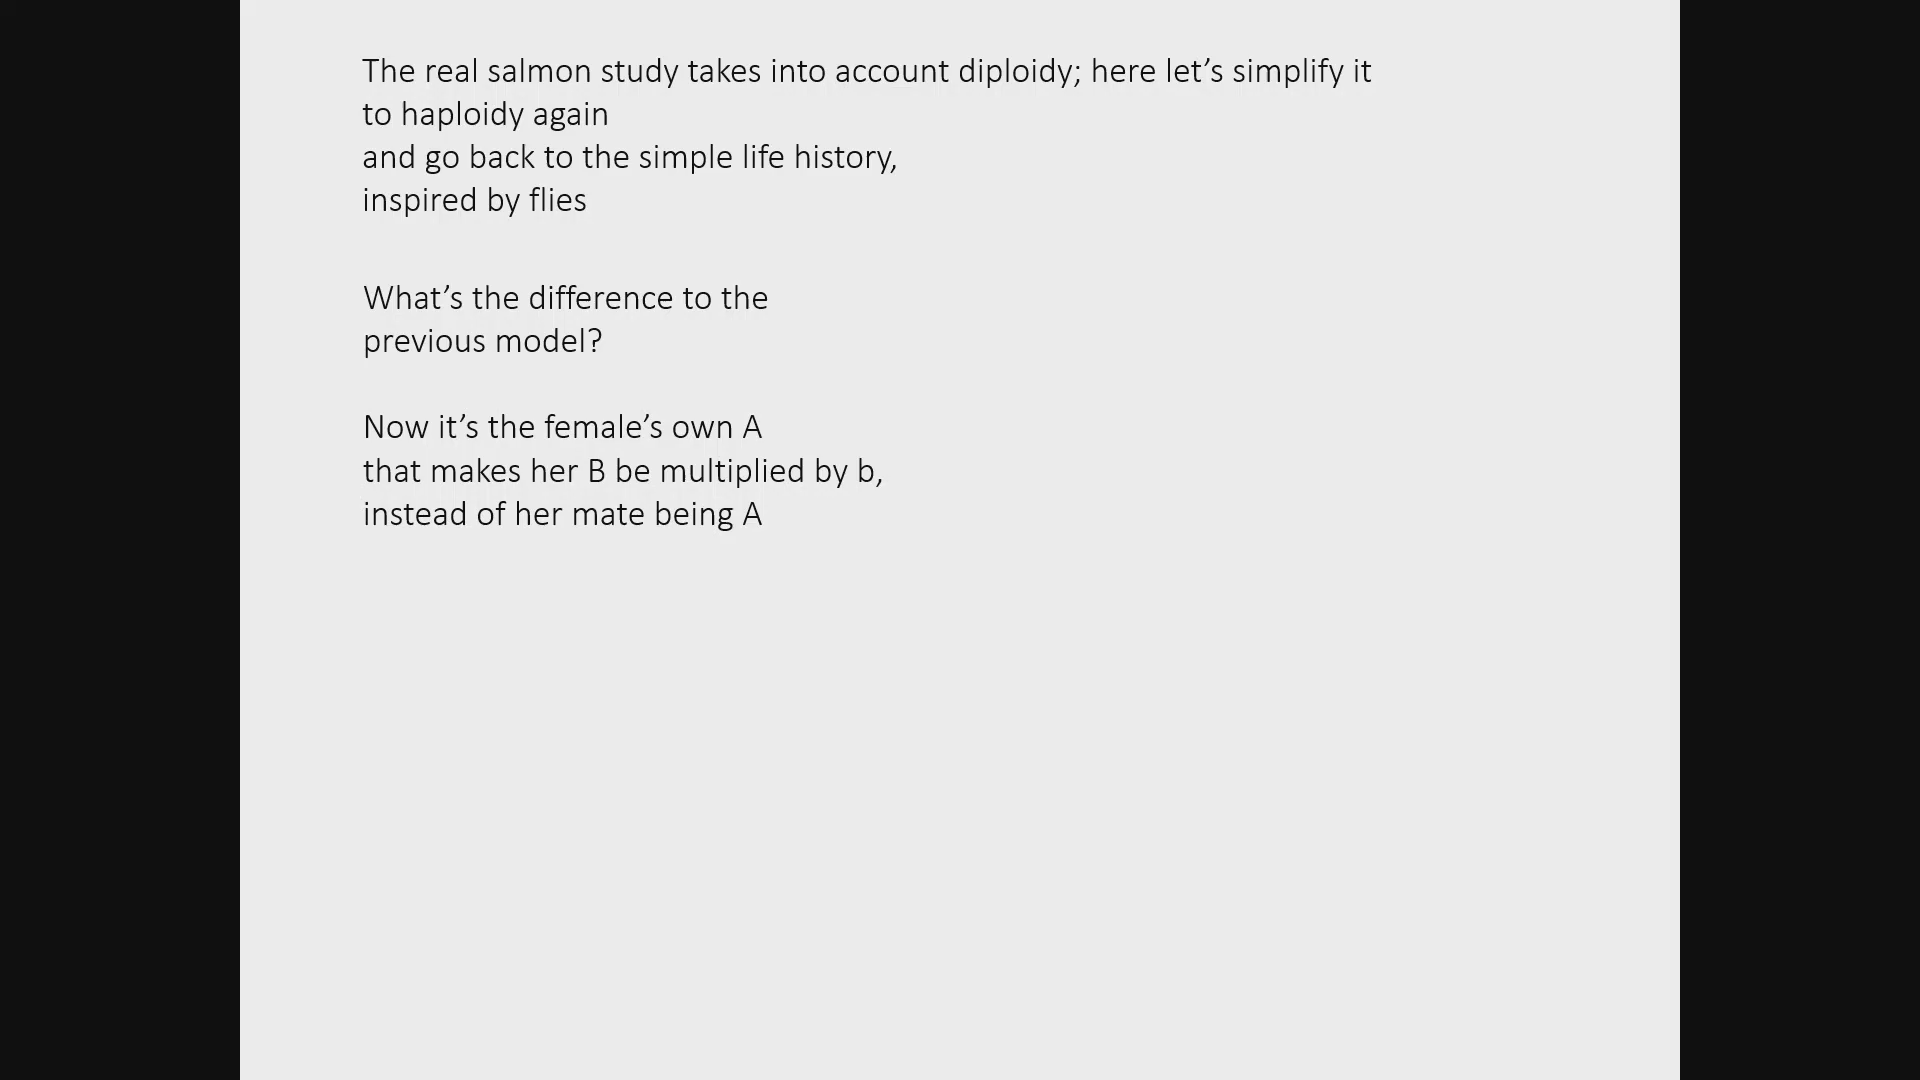 The real salmon study takes into account diploidy; here let’s simplify it
to haploidy again
and go back to the simple life history,
inspired by flies
What’s the difference to the
previous model?
Now it’s the female’s own A
that makes her B be multiplied by b,
instead of her mate being A